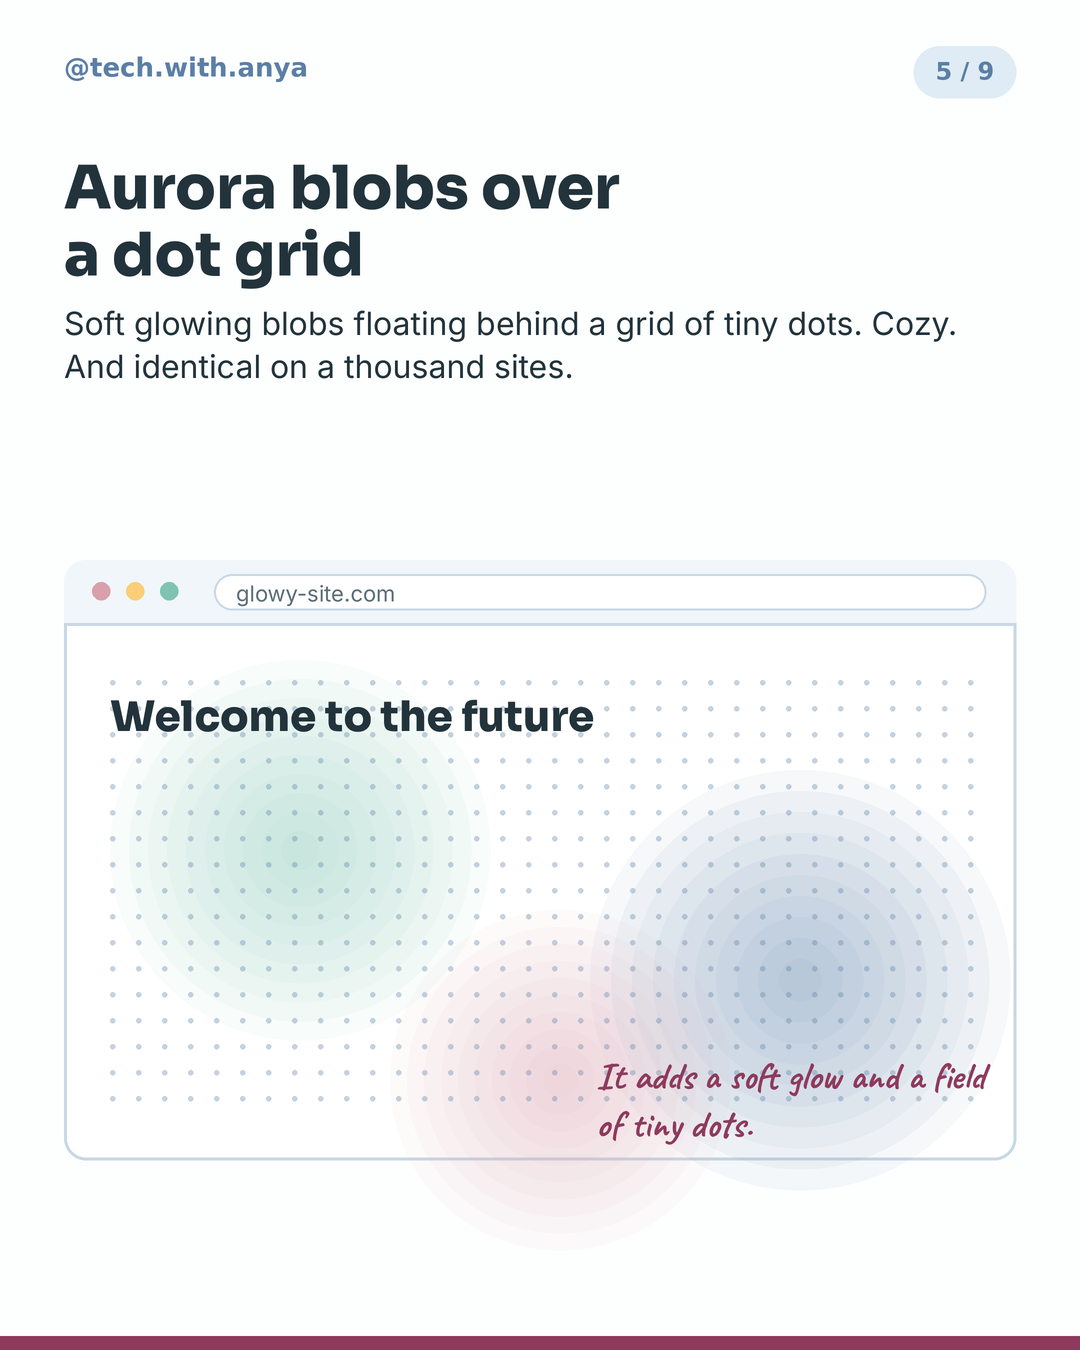 @tech.with.anya
5 / 9
Aurora blobs over
a dot grid
Soft glowing blobs floating behind a grid of tiny dots. Cozy.
And identical on a thousand sites.
glowy-site.com
Welcome to the future
It adds a soft glow and a field
of tiny dots.